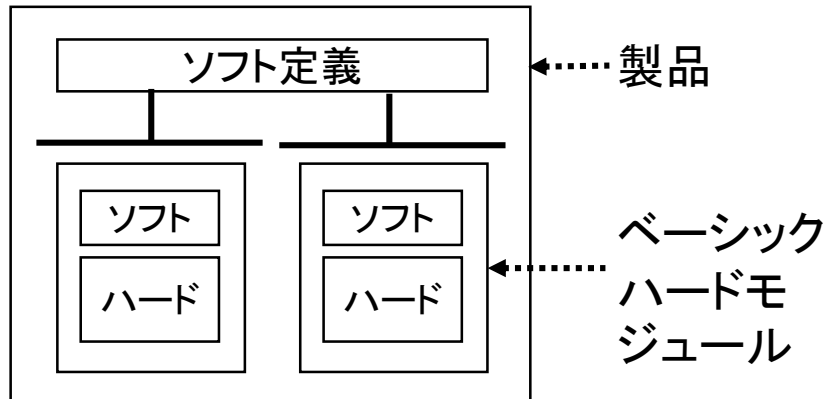 ソフト定義
製品
ソフト
ソフト
ハード
ハード
ベーシック
ハードモ
ジュール